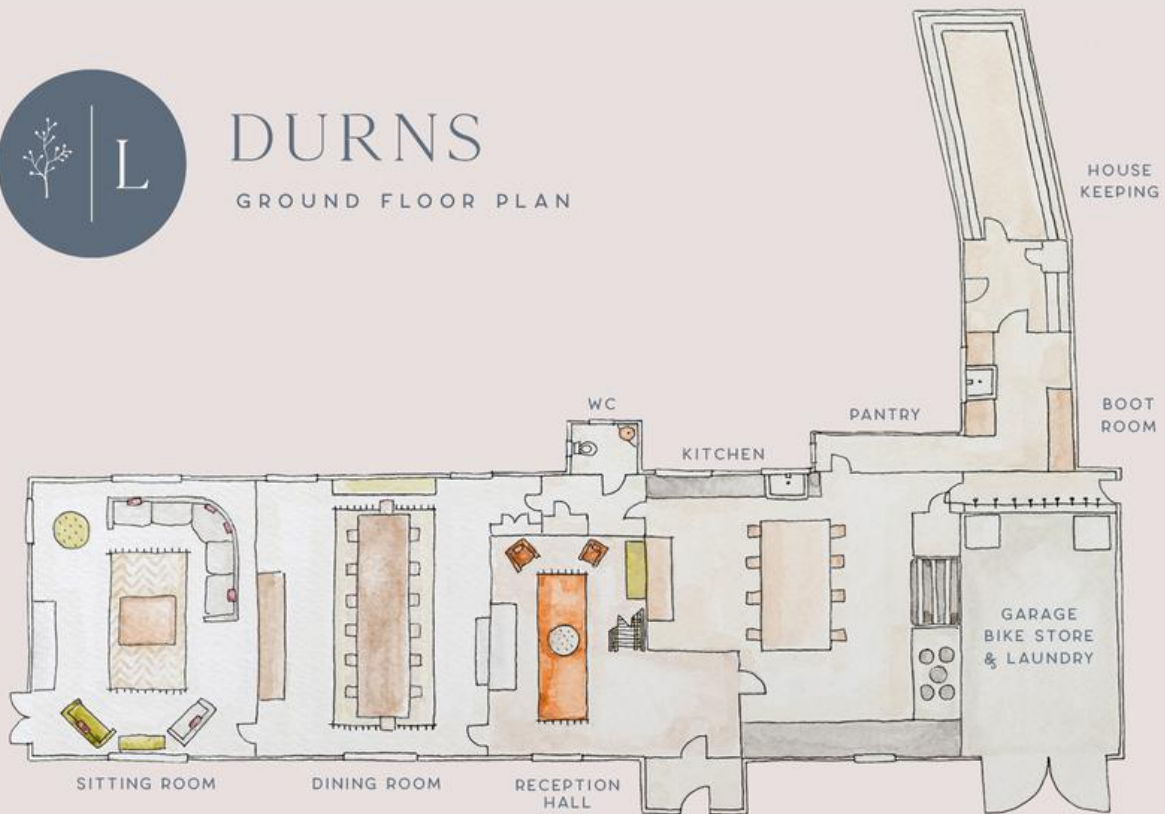 L
DURNS
GROUND FLOOR PLAN
HOUSE
KEEPING
WC
PANTRY
BOOT
ROOM
KITCHEN
GARAGE
BIKE STORE
& LAUNDRY
SITTING ROOM
DINING ROOM
RECEPTION
HALL